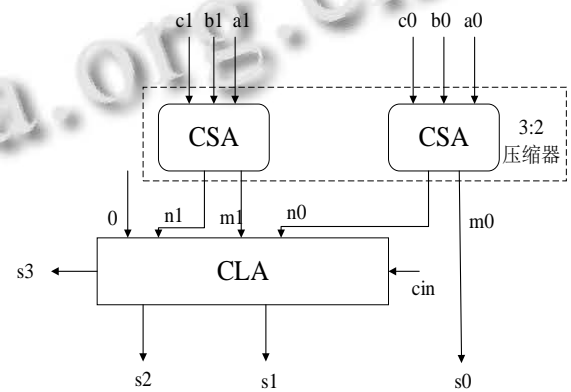 c1 b1 a1 c0 b0 a0
a.org.c
CSA CSA 3:2
压缩器
0 n1 m1 n0 m0
s3 CLA cin
s2 s1 s0